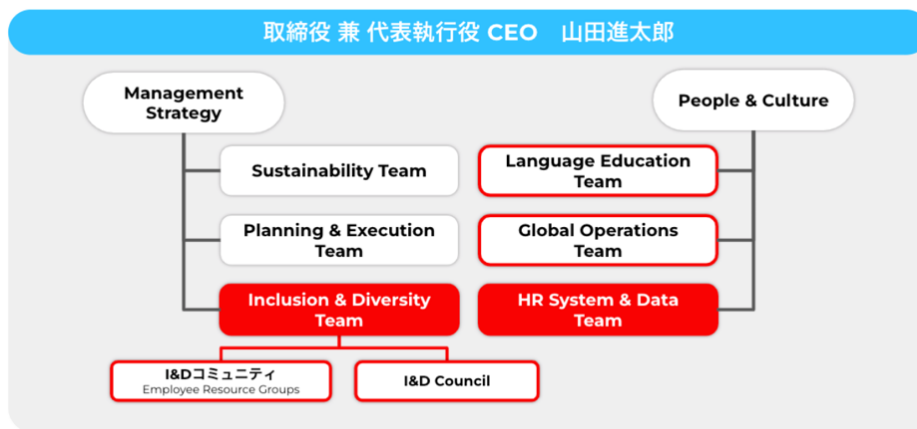 取締役 兼 代表執行役 CEO　山田進太郎
Management
Strategy
People & Culture
Sustainability Team
Language Education
Team
Planning & Execution
Team
Global Operations
Team
Inclusion & Diversity
Team
HR System & Data
Team
I&Dコミュニティ
Employee Resource Groups
I&D Council